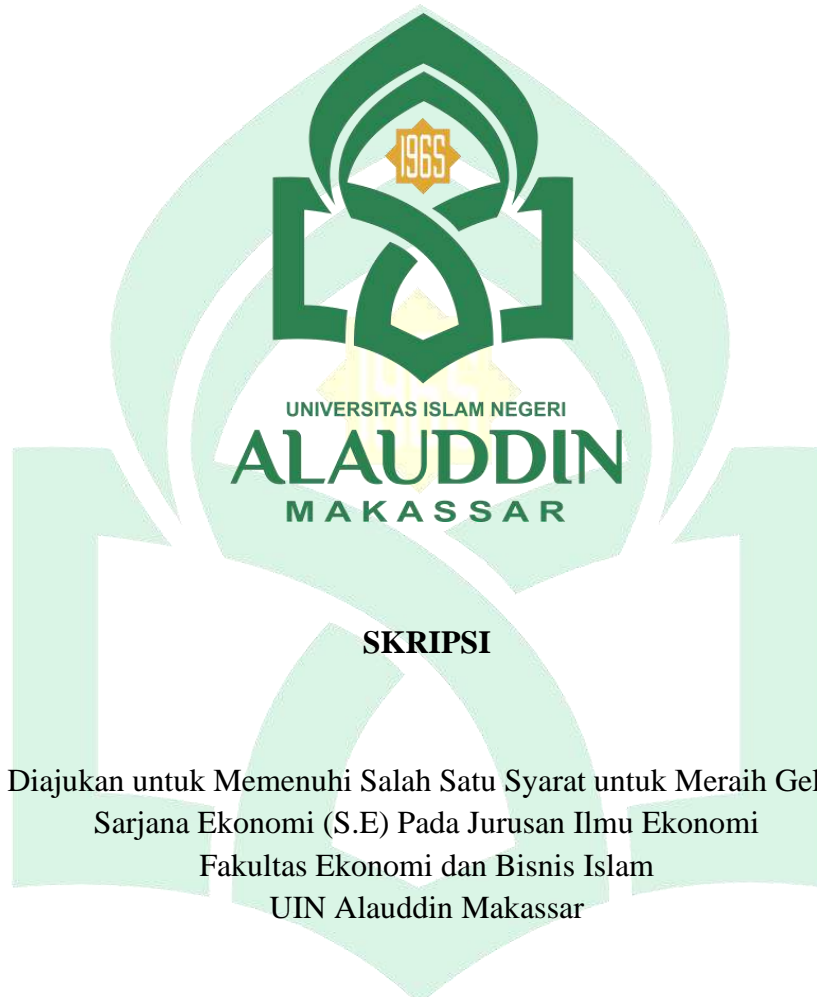 1965
UNIVERSITAS ISLAM NEGERI
ALAUDDIN
MAKASSAR
SKRIPSI
Diajukan untuk Memenuhi Salah Satu Syarat untuk Meraih Gel
Sarjana Ekonomi (S.E) Pada Jurusan Ilmu Ekonomi
Fakultas Ekonomi dan Bisnis Islam
UIN Alauddin Makassar